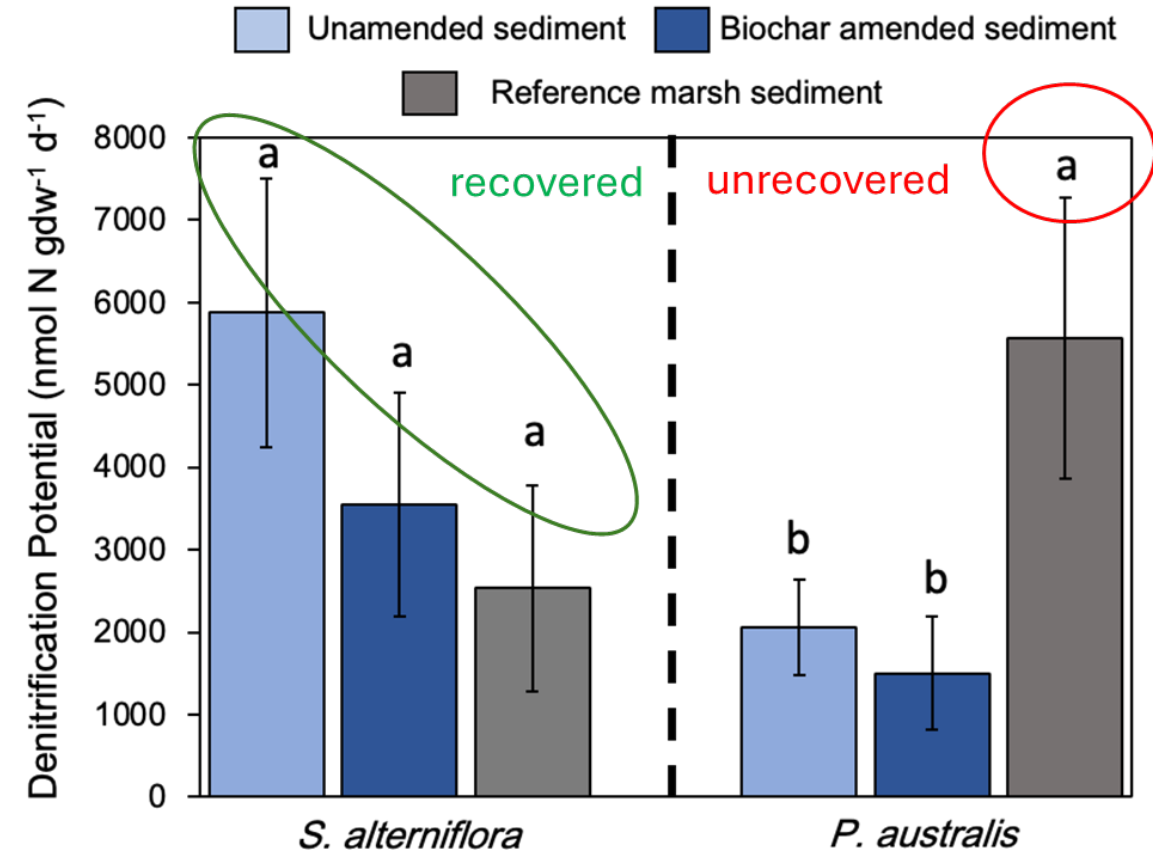 Unamended sediment Biochar amended sediment
Reference marsh sediment
Denitrification Potential (nmol N gdw⁻¹ d⁻¹)
8000
7000
6000
5000
4000
3000
2000
1000
0
recovered
unrecovered
a
a
a
b
b
a
S. alterniflora
P. australis